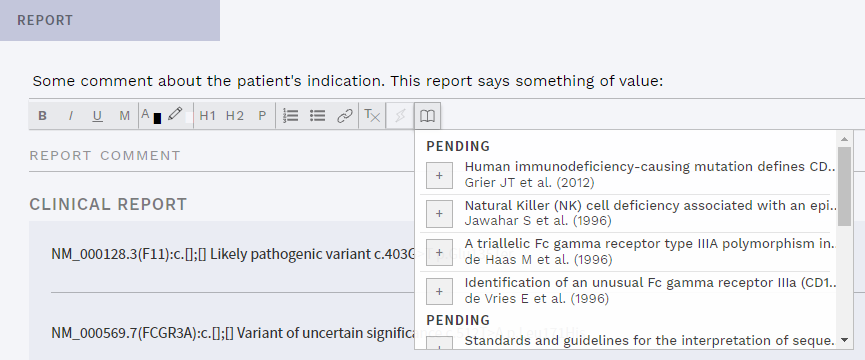 REPORT
Some comment about the patient's indication. This report says something of value:
B I U M A H1 H2 P Tx
REPORT COMMENT
CLINICAL REPORT
NM_000128.3(F11):c.[];[] Likely pathogenic variant c.403G
NM_000569.7(FCGR3A):c.[];[] Variant of uncertain significa
PENDING
+ Human immunodeficiency-causing mutation defines CD..
Grier JT et al. (2012)
+ Natural Killer (NK) cell deficiency associated with an epi..
Jawahar S et al. (1996)
+ A triallelic Fc gamma receptor type IIIA polymorphism in..
de Haas M et al. (1996)
+ Identification of an unusual Fc gamma receptor IIIa (CD1..
de Vries E et al. (1996)
PENDING
+ Standards and guidelines for the interpretation of seque..